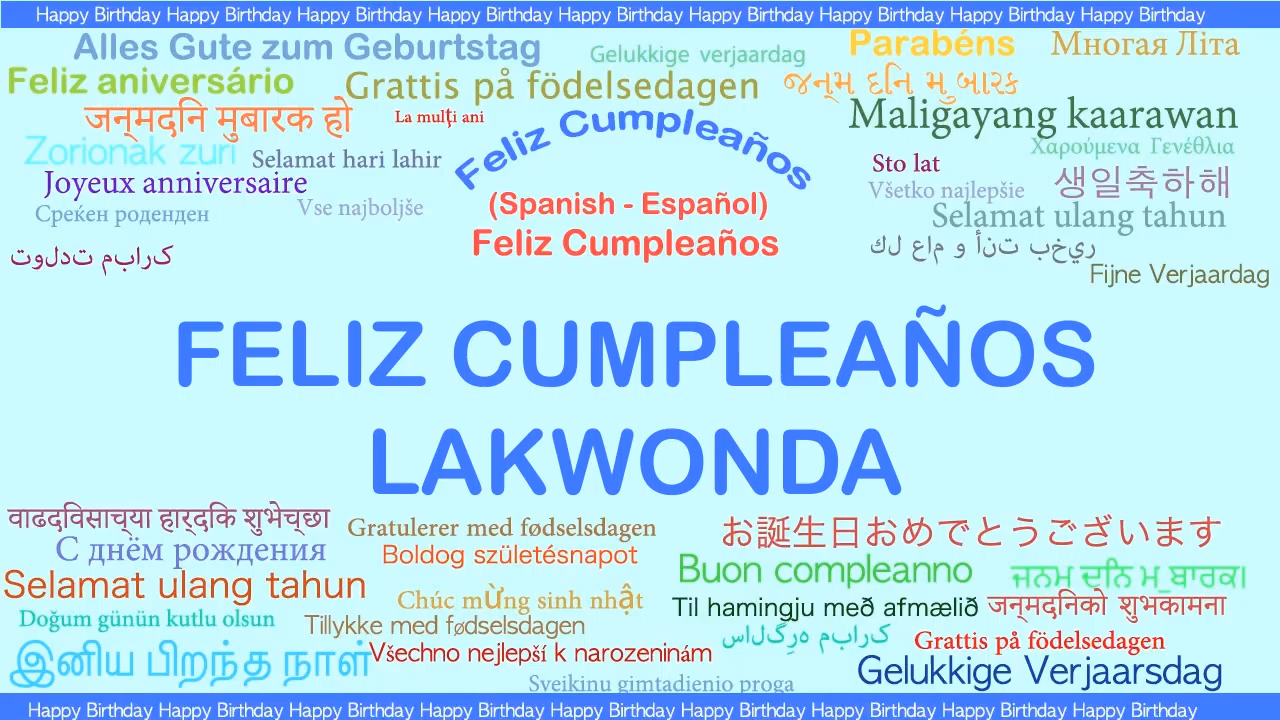 Happy Birthday Happy Birthday Happy Birthday Happy Birthday Happy Birthday Happy Birthday Happy Birthday Happy Birthday Happy Birthday
Alles Gute zum Geburtstag
Gelukkige verjaardag
Parabéns
Многая Літа
Feliz aniversário
Grattis på födelsedagen
જન્મ દિન મુબારક
जन्मदिन मुबारक हो
La mulţi ani
Feliz Cumpleaños
Maligayang kaarawan
Zorionak zuri
Selamat hari lahir
Χαρούμενα Γενέθλια
Sto lat
Joyeux anniversaire
(Spanish - Español)
Všetko najlepšie
생일축하해
Среќен роденден
Vse najboljše
Selamat ulang tahun
Feliz Cumpleaños
تولدت مبارک
كل عام و أنت بخير
Fijne Verjaardag
FELIZ CUMPLEAÑOS
LAKWONDA
वाढदिवसाच्या हार्दिक शुभेच्छा
Gratulerer med fødselsdagen
お誕生日おめでとうございます
С днём рождения
Boldog születésnapot
Buon compleanno
ਜਨਮ ਦਿਨ ਮੁਬਾਰਕ।
Selamat ulang tahun
Chúc mừng sinh nhật
Til hamingju með afmælið
जन्मदिनको शुभकामना
Doğum günün kutlu olsun
Tillykke med fødselsdagen
سالگرہ مبارک
Grattis på födelsedagen
இனிய பிறந்த நாள்
Všechno nejlepší k narozeninám
Gelukkige Verjaarsdag
Sveikinu gimtadienio proga
Happy Birthday Happy Birthday Happy Birthday Happy Birthday Happy Birthday Happy Birthday Happy Birthday Happy Birthday Happy Birthday